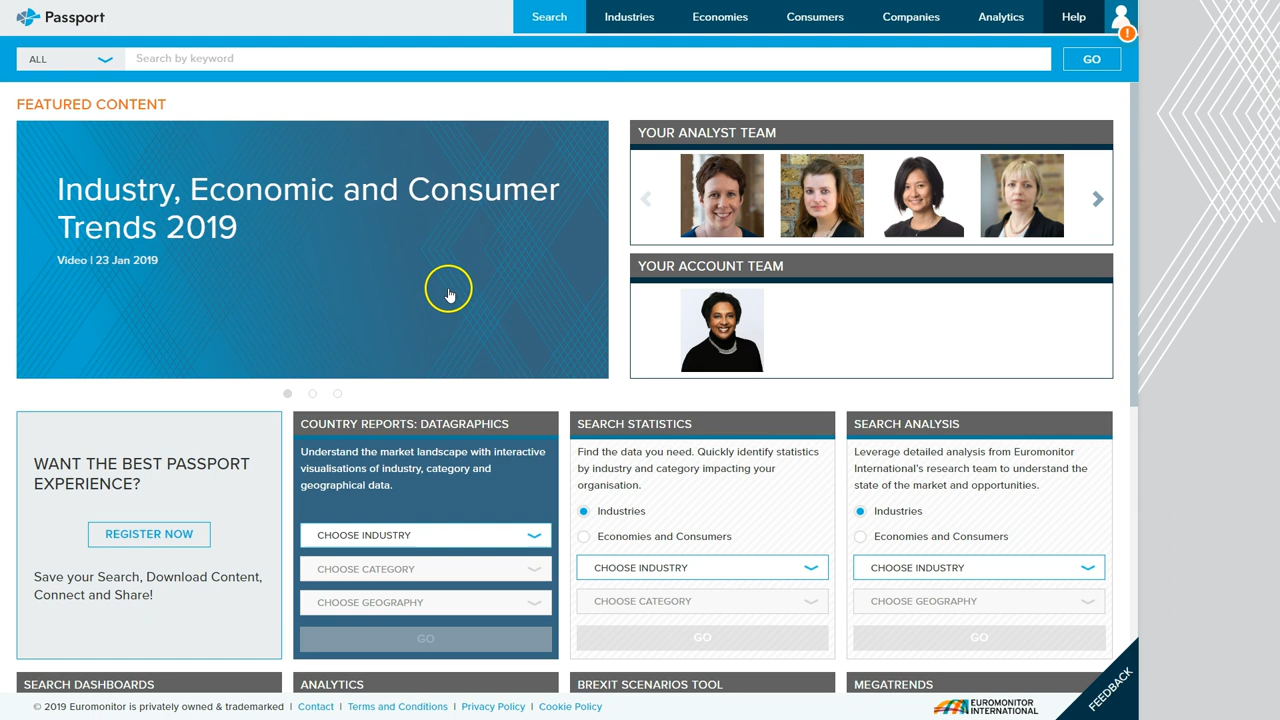 Passport
Search
Industries
Economies
Consumers
Companies
Analytics
Help
!
ALL
Search by keyword
GO
FEATURED CONTENT
Industry, Economic and Consumer
Trends 2019
Video | 23 Jan 2019
YOUR ANALYST TEAM
YOUR ACCOUNT TEAM
WANT THE BEST PASSPORT
EXPERIENCE?
REGISTER NOW
Save your Search, Download Content,
Connect and Share!
COUNTRY REPORTS: DATAGRAPHICS
Understand the market landscape with interactive
visualisations of industry, category and
geographical data.
CHOOSE INDUSTRY
CHOOSE CATEGORY
CHOOSE GEOGRAPHY
GO
SEARCH STATISTICS
Find the data you need. Quickly identify statistics
by industry and category impacting your
organisation.
Industries
Economies and Consumers
CHOOSE INDUSTRY
CHOOSE CATEGORY
GO
SEARCH ANALYSIS
Leverage detailed analysis from Euromonitor
International's research team to understand the
state of the market and opportunities.
Industries
Economies and Consumers
CHOOSE INDUSTRY
CHOOSE GEOGRAPHY
GO
SEARCH DASHBOARDS
ANALYTICS
BREXIT SCENARIOS TOOL
MEGATRENDS
FEEDBACK
© 2019 Euromonitor is privately owned & trademarked | Contact | Terms and Conditions | Privacy Policy | Cookie Policy
EUROMONITOR
INTERNATIONAL